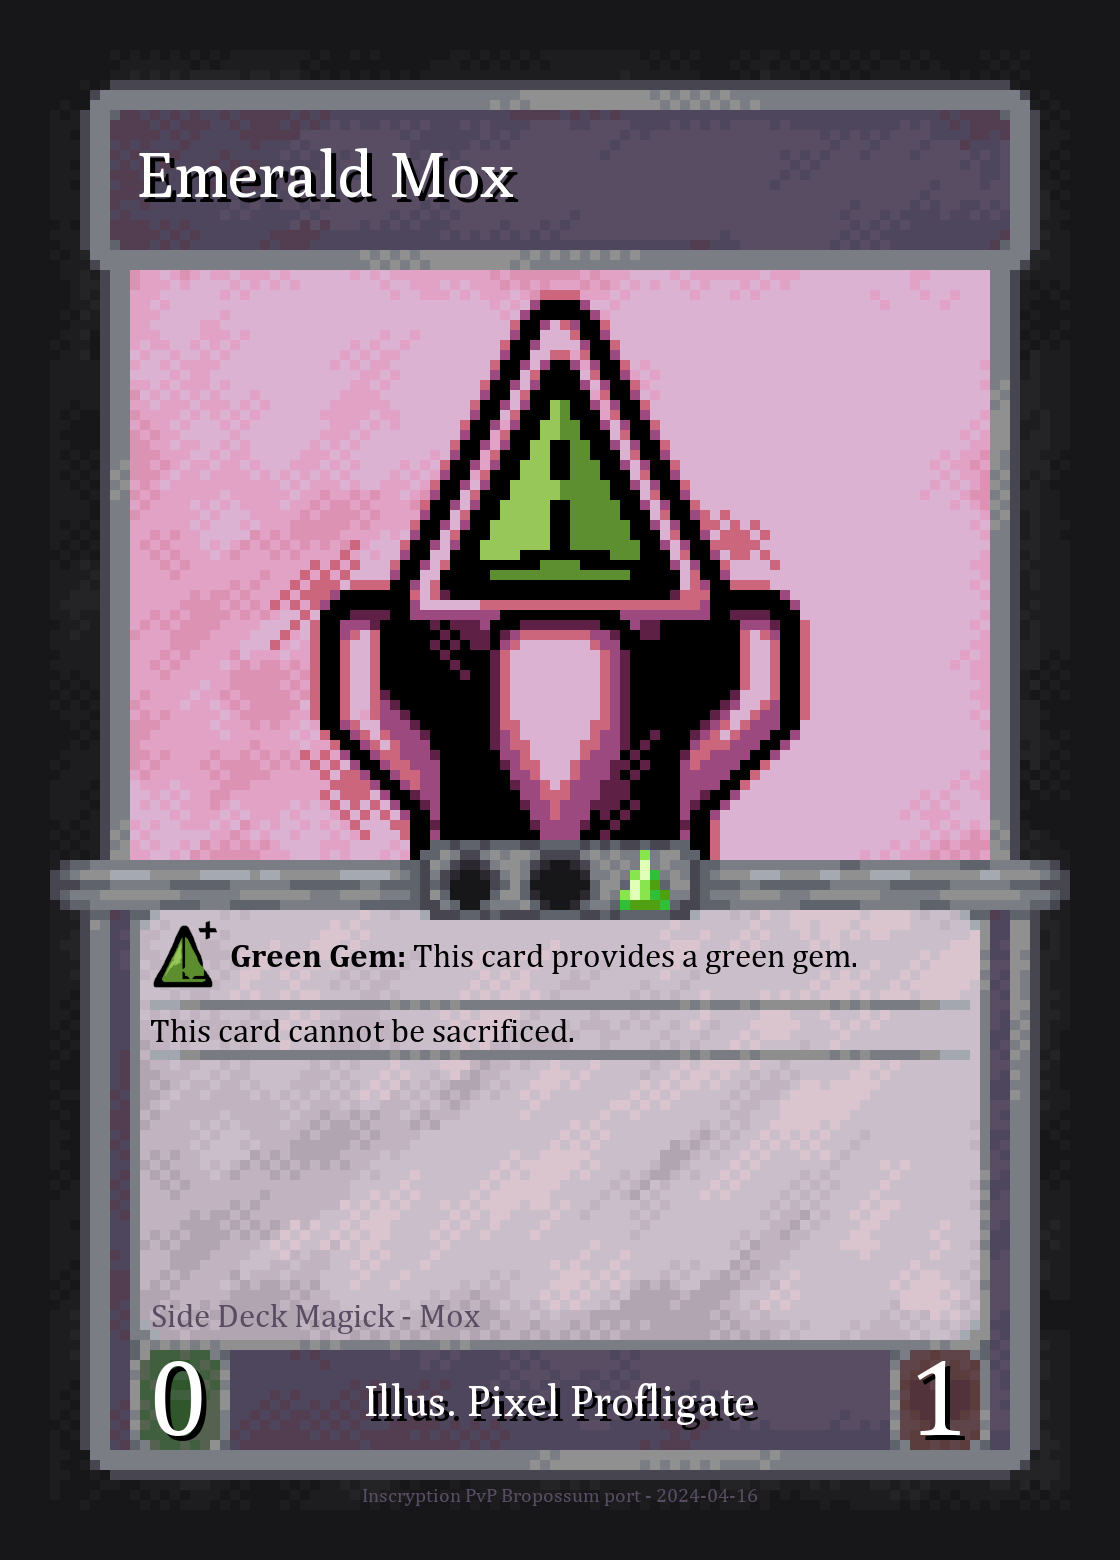 Emerald Mox
Green Gem: This card provides a green gem.
This card cannot be sacrificed.
Side Deck Magick - Mox
0
Illus. Pixel Profligate
1
Inscryption PvP Bropossum port - 2024-04-16